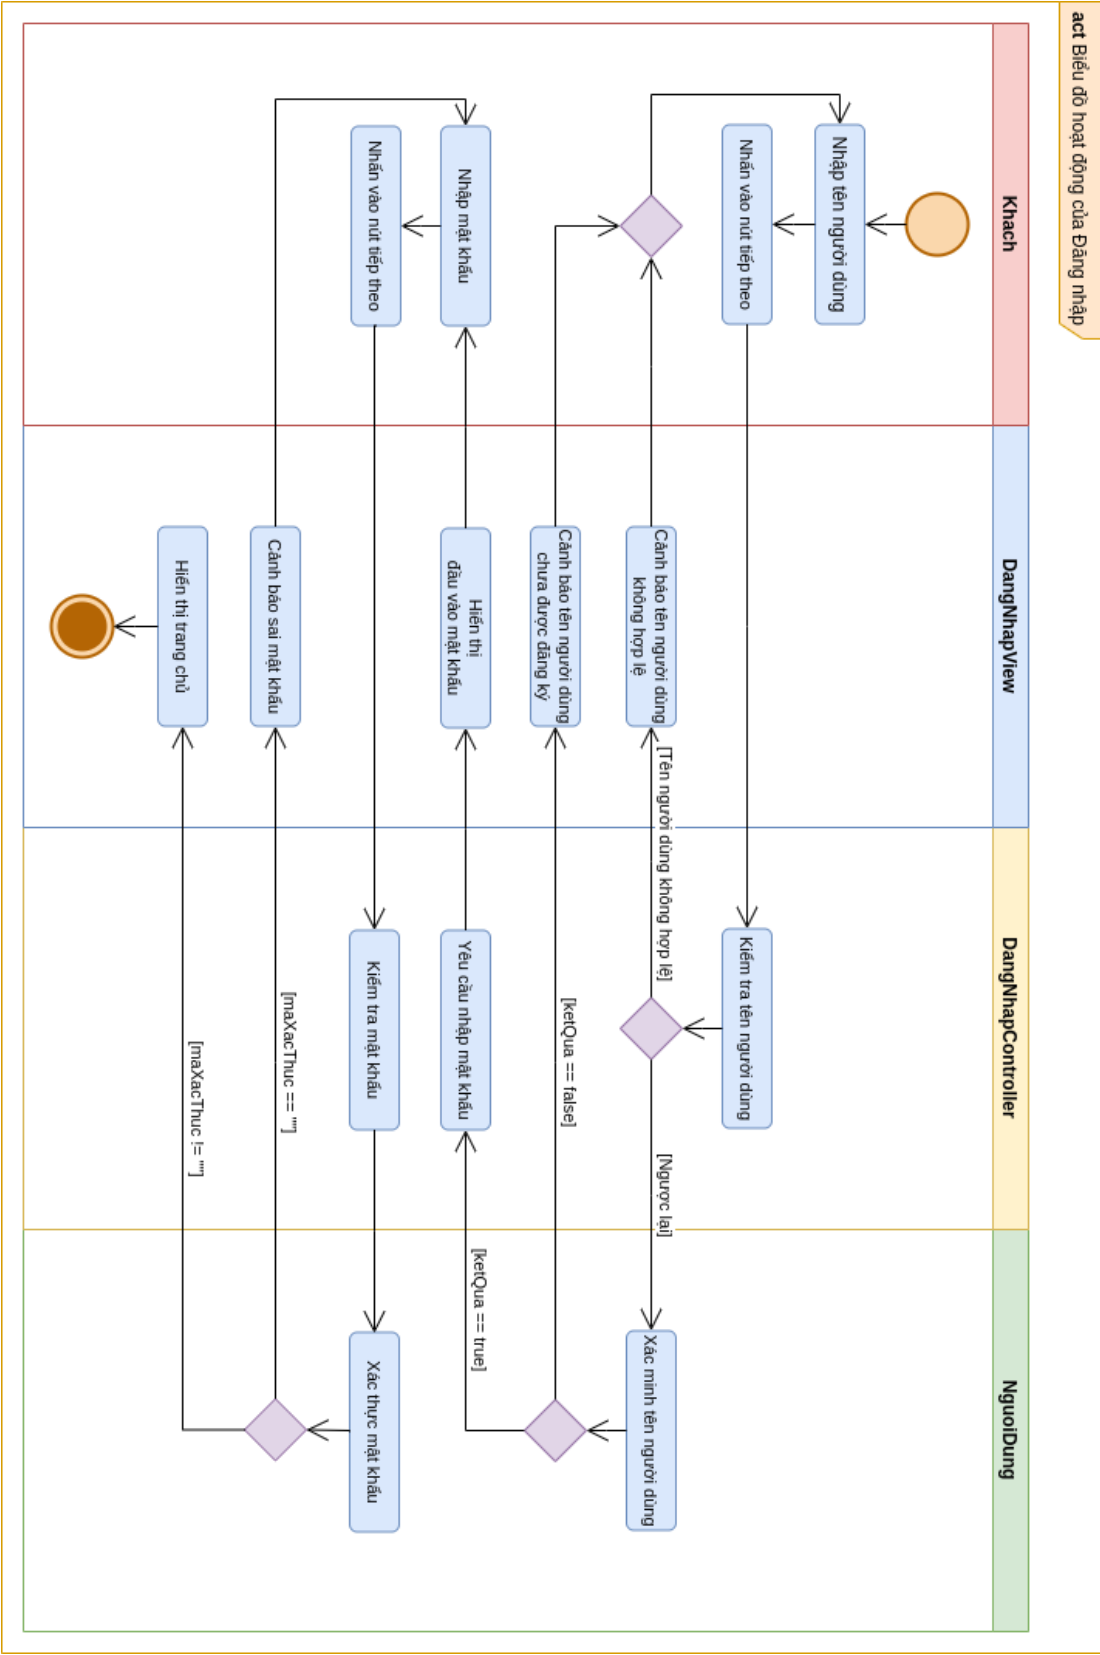 act Biểu đồ hoạt động của Đăng nhập
Khach
DangNhapView
DangNhapController
NguoiDung
Nhập tên người dùng
Nhấn vào nút tiếp theo
Kiểm tra tên người dùng
[Tên người dùng không hợp lệ]
[Ngược lại]
Cảnh báo tên người dùng
không hợp lệ
Xác minh tên người dùng
Cảnh báo tên người dùng
chưa được đăng ký
[ketQua == false]
[ketQua == true]
Nhập mật khẩu
Hiển thị
đầu vào mật khẩu
Yêu cầu nhập mật khẩu
Nhấn vào nút tiếp theo
Kiểm tra mật khẩu
Xác thực mật khẩu
Cảnh báo sai mật khẩu
[maXacThuc == ""]
Hiển thị trang chủ
[maXacThuc != ""]